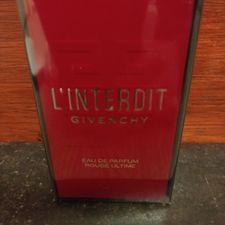 L'INTERDIT
GIVENCHY
EAU DE PARFUM
ROUGE ULTIME